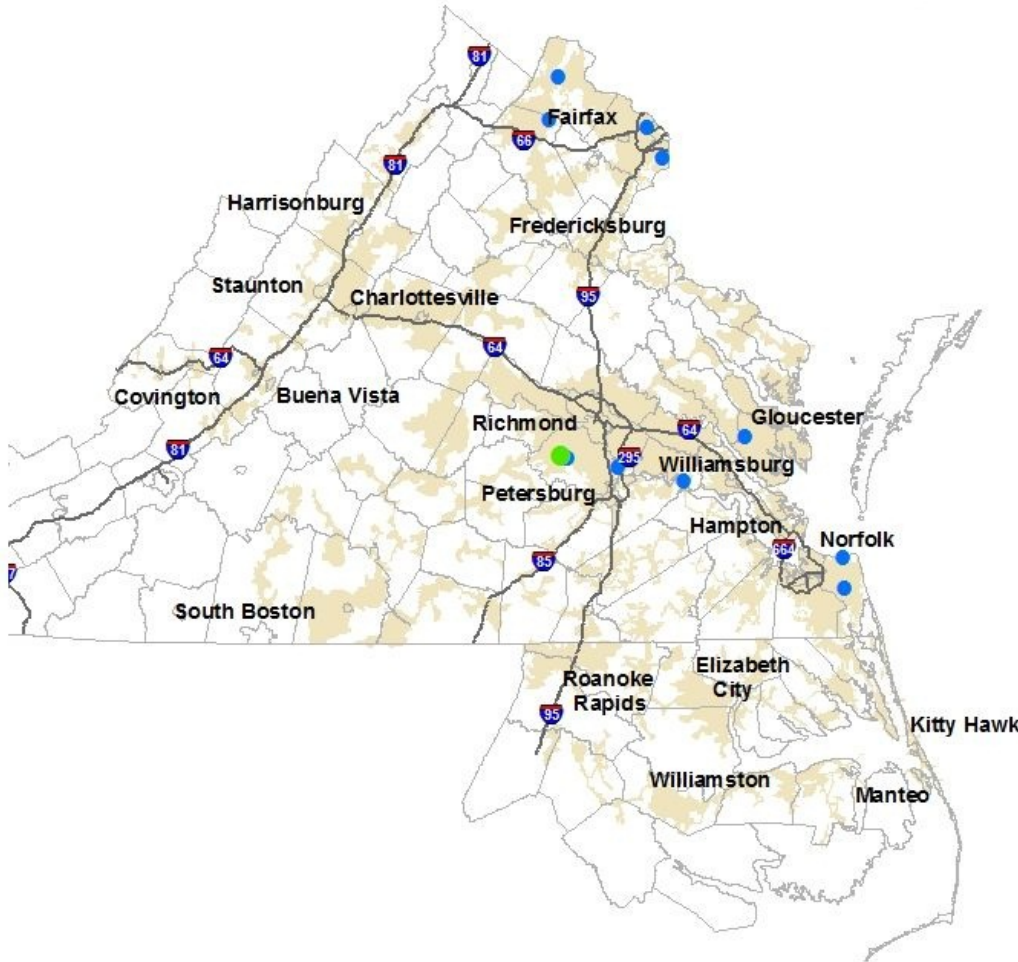 81
Fairfax
66
81
Harrisonburg
Fredericksburg
Staunton
Charlottesville
95
64
64
Covington
Buena Vista
Gloucester
Richmond
64
81
295
Williamsburg
Petersburg
Hampton
Norfolk
664
85
7
South Boston
Elizabeth
City
Roanoke
Rapids
95
Kitty Hawk
Williamston
Manteo